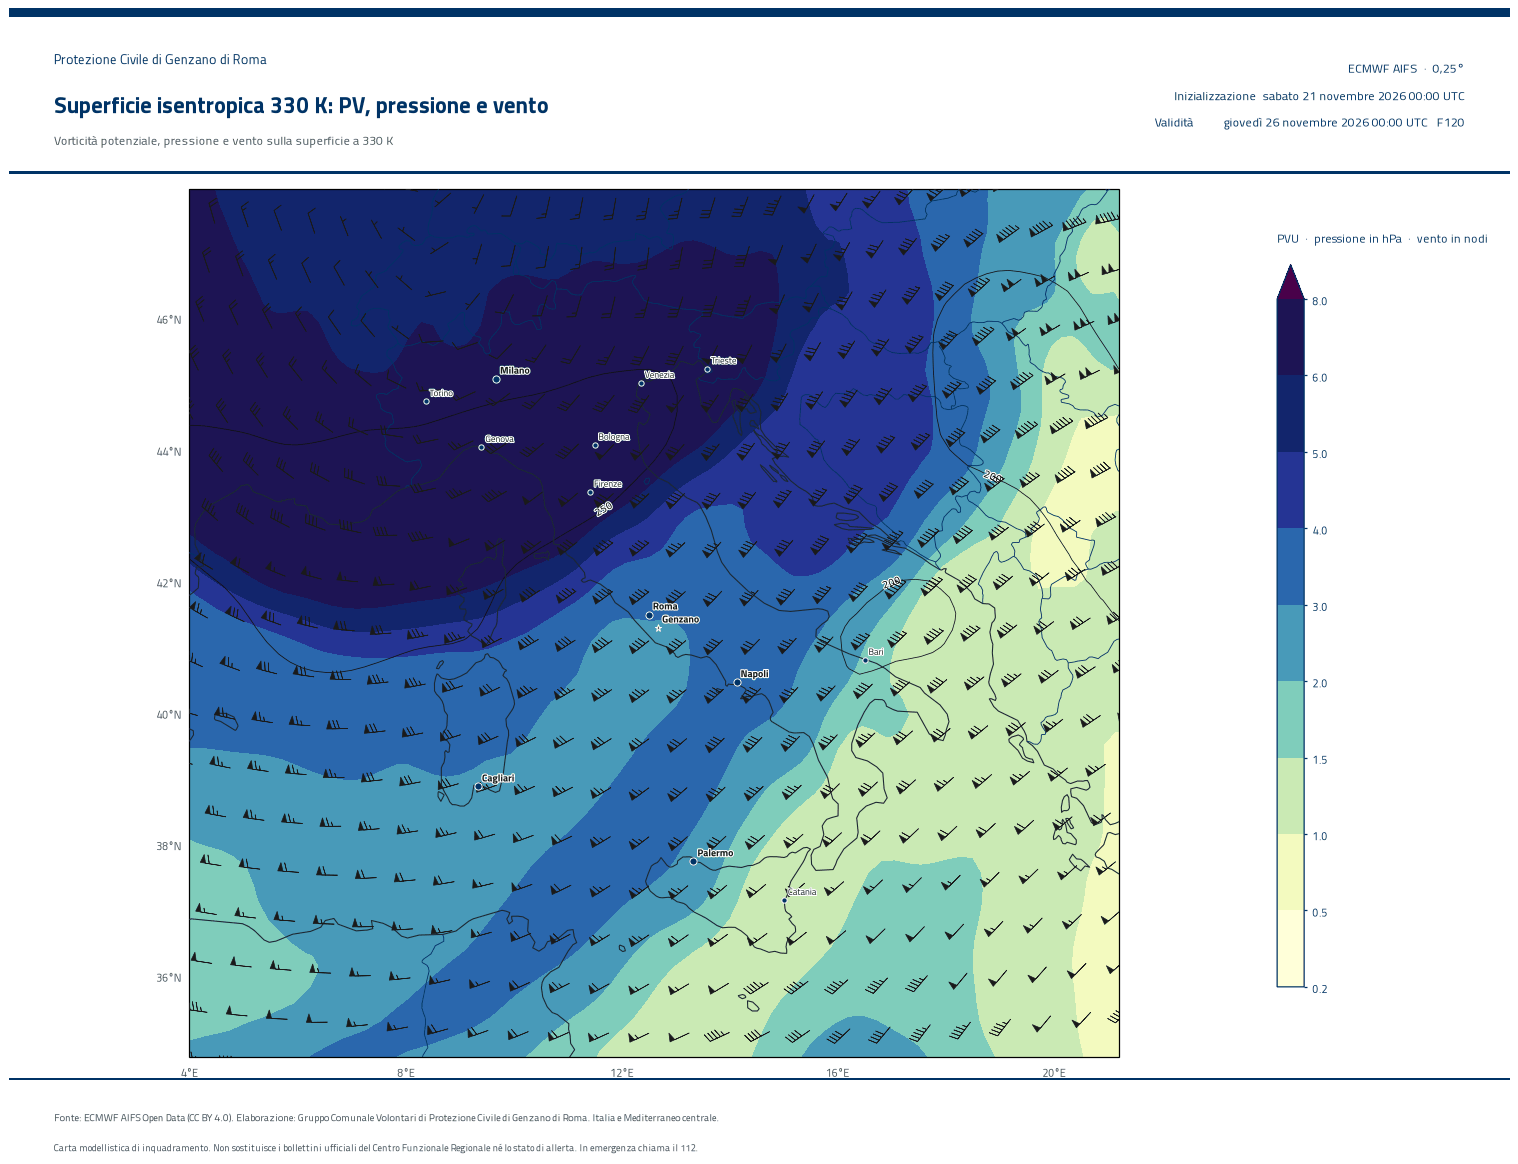 Protezione Civile di Genzano di Roma
Superficie isentropica 330 K: PV, pressione e vento
Vorticità potenziale, pressione e vento sulla superficie a 330 K
ECMWF AIFS · 0,25°
Inizializzazione sabato 21 novembre 2026 00:00 UTC
Validità giovedì 26 novembre 2026 00:00 UTC F120
PVU · pressione in hPa · vento in nodi
8.0
6.0
5.0
4.0
3.0
2.0
1.5
1.0
0.5
0.2
46°N
44°N
42°N
40°N
38°N
36°N
4°E
8°E
12°E
16°E
20°E
Trieste
Milano
Venezia
Torino
Genova
Bologna
Firenze
200
250
200
Roma
Genzano
Bari
Napoli
Cagliari
Palermo
Catania
Fonte: ECMWF AIFS Open Data (CC BY 4.0). Elaborazione: Gruppo Comunale Volontari di Protezione Civile di Genzano di Roma. Italia e Mediterraneo centrale.
Carta modellistica di inquadramento. Non sostituisce i bollettini ufficiali del Centro Funzionale Regionale né lo stato di allerta. In emergenza chiama il 112.